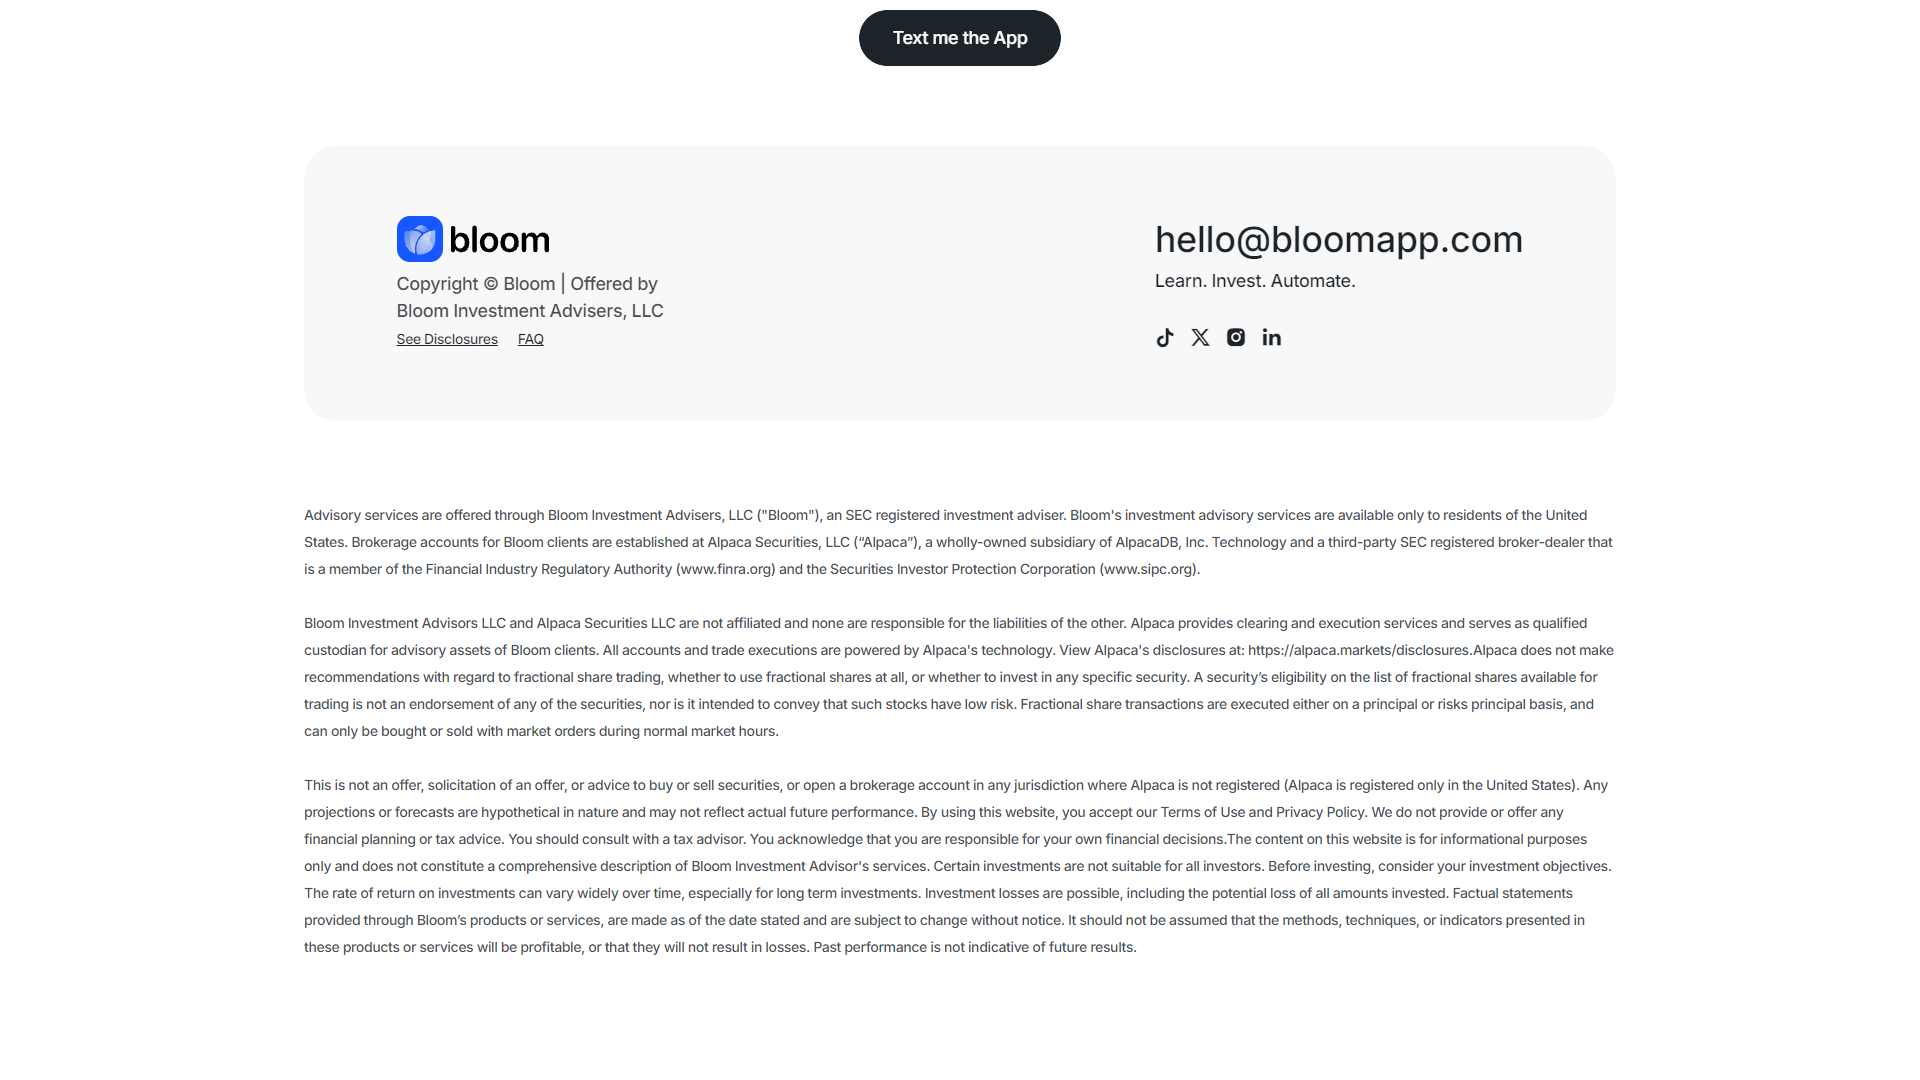 Text me the App
bloom
Copyright © Bloom | Offered by
Bloom Investment Advisers, LLC
See Disclosures FAQ
hello@bloomapp.com
Learn. Invest. Automate.
Advisory services are offered through Bloom Investment Advisers, LLC ("Bloom"), an SEC registered investment adviser. Bloom's investment advisory services are available only to residents of the United
States. Brokerage accounts for Bloom clients are established at Alpaca Securities, LLC (“Alpaca”), a wholly-owned subsidiary of AlpacaDB, Inc. Technology and a third-party SEC registered broker-dealer that
is a member of the Financial Industry Regulatory Authority (www.finra.org) and the Securities Investor Protection Corporation (www.sipc.org).
Bloom Investment Advisors LLC and Alpaca Securities LLC are not affiliated and none are responsible for the liabilities of the other. Alpaca provides clearing and execution services and serves as qualified
custodian for advisory assets of Bloom clients. All accounts and trade executions are powered by Alpaca's technology. View Alpaca's disclosures at: https://alpaca.markets/disclosures.Alpaca does not make
recommendations with regard to fractional share trading, whether to use fractional shares at all, or whether to invest in any specific security. A security’s eligibility on the list of fractional shares available for
trading is not an endorsement of any of the securities, nor is it intended to convey that such stocks have low risk. Fractional share transactions are executed either on a principal or risks principal basis, and
can only be bought or sold with market orders during normal market hours.
This is not an offer, solicitation of an offer, or advice to buy or sell securities, or open a brokerage account in any jurisdiction where Alpaca is not registered (Alpaca is registered only in the United States). Any
projections or forecasts are hypothetical in nature and may not reflect actual future performance. By using this website, you accept our Terms of Use and Privacy Policy. We do not provide or offer any
financial planning or tax advice. You should consult with a tax advisor. You acknowledge that you are responsible for your own financial decisions.The content on this website is for informational purposes
only and does not constitute a comprehensive description of Bloom Investment Advisor's services. Certain investments are not suitable for all investors. Before investing, consider your investment objectives.
The rate of return on investments can vary widely over time, especially for long term investments. Investment losses are possible, including the potential loss of all amounts invested. Factual statements
provided through Bloom’s products or services, are made as of the date stated and are subject to change without notice. It should not be assumed that the methods, techniques, or indicators presented in
these products or services will be profitable, or that they will not result in losses. Past performance is not indicative of future results.